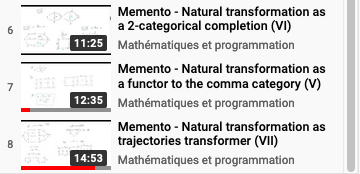 6
11:25
Memento - Natural transformation as
a 2-categorical completion (VI)
Mathématiques et programmation
7
12:35
Memento - Natural transformation as
a functor to the comma category (V)
Mathématiques et programmation
8
14:53
Memento - Natural transformation as
trajectories transformer (VII)
Mathématiques et programmation